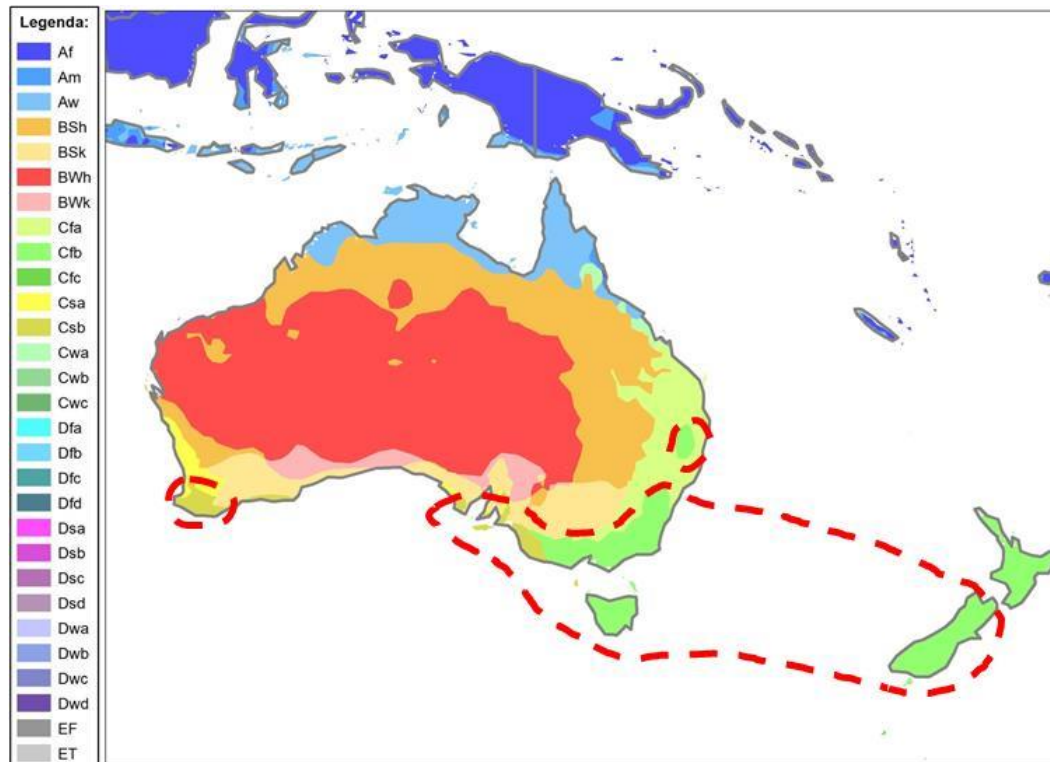 Legenda:
Af
Am
Aw
BSh
BSk
BWh
BWk
Cfa
Cfb
Cfc
Csa
Csb
Cwa
Cwb
Cwc
Dfa
Dfb
Dfc
Dfd
Dsa
Dsb
Dsc
Dsd
Dwa
Dwb
Dwc
Dwd
EF
ET